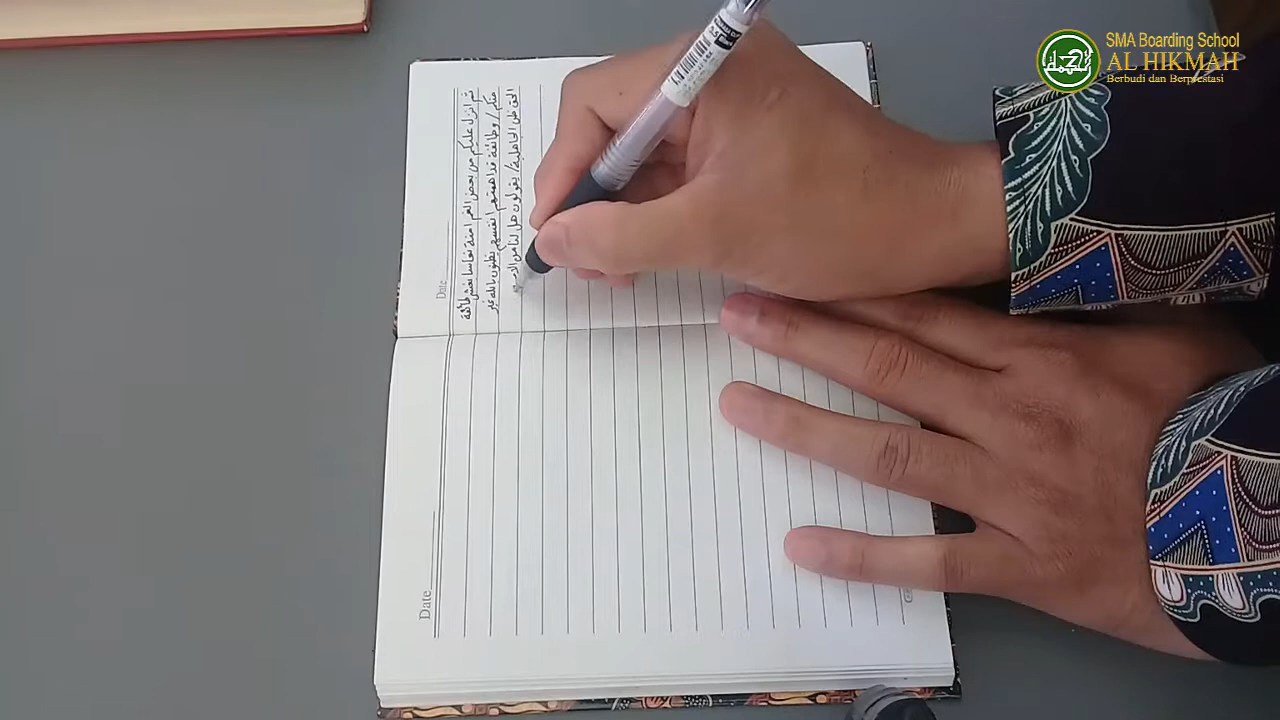 SMA Boarding School
AL HIKMAH
Berbudi dan Berprestasi
Date
ثم انزل عليكم من بعد الغم امنة نعاسا يغشى طائفة
منكم / وطائفة قد اهمتهم انفسهم يظنون بالله غير
الحق ظن الجاهلية / يقولون هل لنا من الا
Date